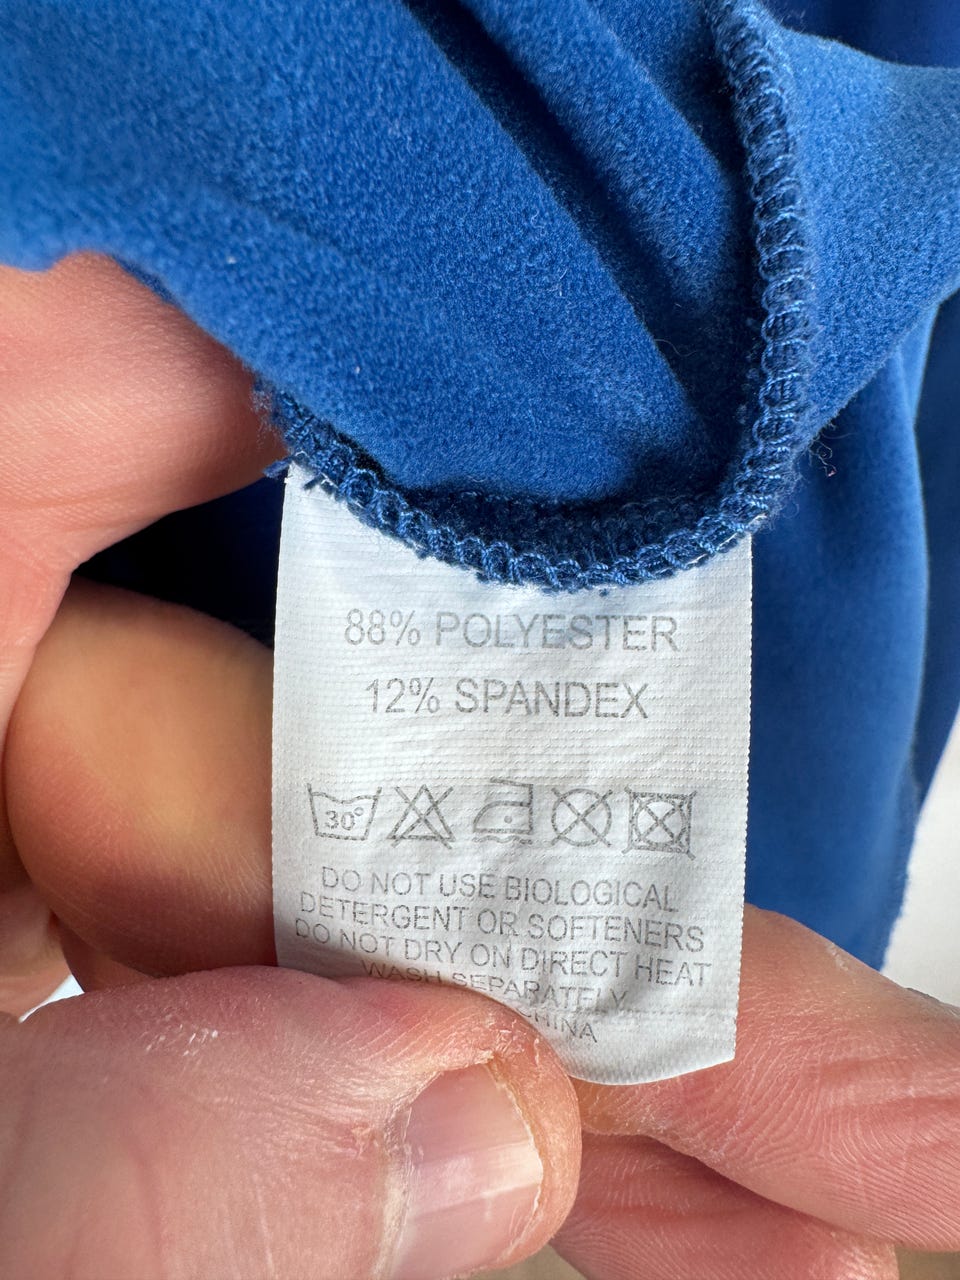 88% POLYESTER
12% SPANDEX
30°
DO NOT USE BIOLOGICAL
DETERGENT OR SOFTENERS
DO NOT DRY ON DIRECT HEAT
WASH SEPARATELY
CHINA